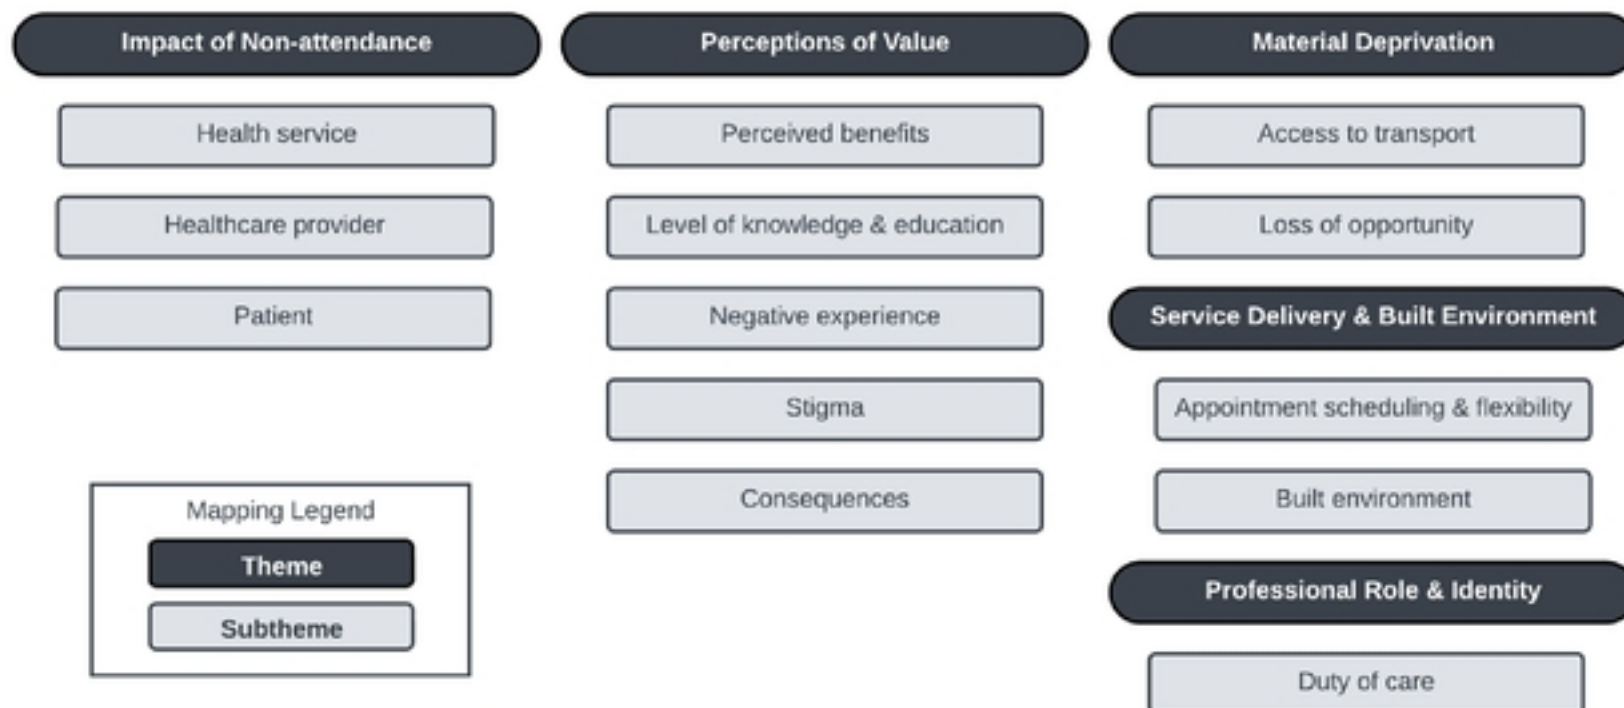 Impact of Non-attendance
Health service
Healthcare provider
Patient
Perceptions of Value
Perceived benefits
Level of knowledge & education
Negative experience
Stigma
Consequences
Material Deprivation
Access to transport
Loss of opportunity
Service Delivery & Built Environment
Appointment scheduling & flexibility
Built environment
Professional Role & Identity
Duty of care
Mapping Legend
Theme
Subtheme